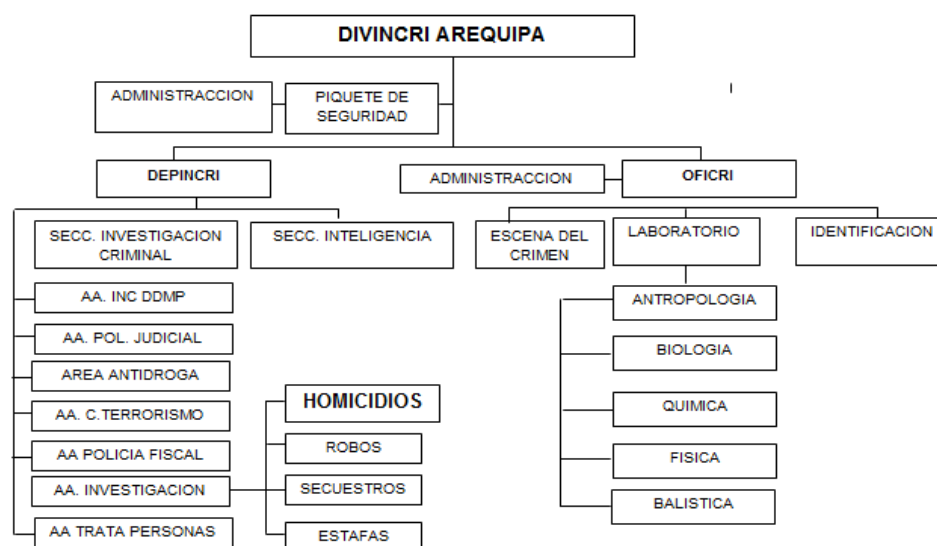 DIVINCRI AREQUIPA
ADMINISTRACCION
PIQUETE DE
SEGURIDAD
DEPINCRI
ADMINISTRACCION
OFICRI
SECC. INVESTIGACION
CRIMINAL
SECC. INTELIGENCIA
ESCENA DEL
CRIMEN
LABORATORIO
IDENTIFICACION
AA. INC DDMP
AA. POL. JUDICIAL
AREA ANTIDROGA
AA. C.TERRORISMO
AA POLICIA FISCAL
AA. INVESTIGACION
AA TRATA PERSONAS
HOMICIDIOS
ROBOS
SECUESTROS
ESTAFAS
ANTROPOLOGIA
BIOLOGIA
QUIMICA
FISICA
BALISTICA